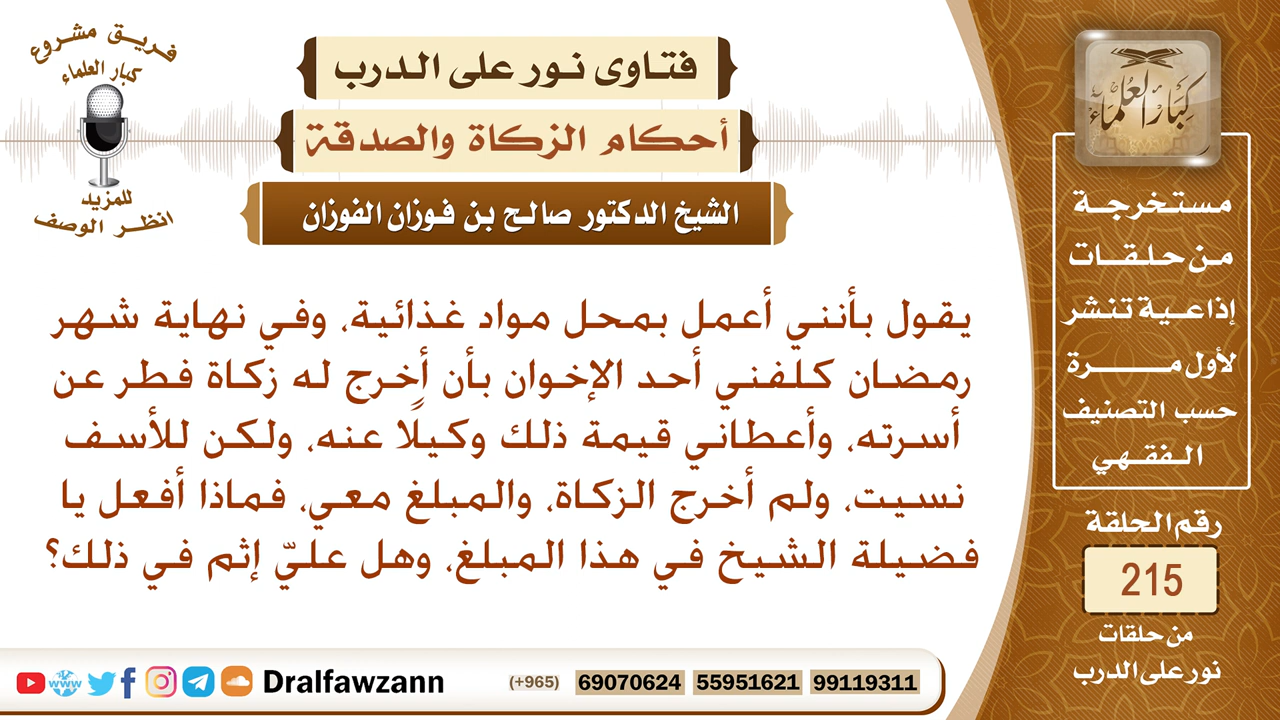 فريق مشروع
كبار العلماء
للمزيد
انظر الوصف
فتاوى نور على الدرب
أحكام الزكاة والصدقة
الشيخ الدكتور صالح بن فوزان الفوزان
يقول بأنني أعمل بمحل مواد غذائية، وفي نهاية شهر
رمضان كلفني أحد الإخوان بأن أُخرج له زكاة فطر عن
أسرته، وأعطاني قيمة ذلك وكيلًا عنه، ولكن للأسف
نسيت، ولم أخرج الزكاة، والمبلغ معي، فماذا أفعل يا
فضيلة الشيخ في هذا المبلغ، وهل عليّ إثم في ذلك؟
كبار العلماء
مستخرجة
من حلقات
إذاعية تنشر
لأول مرة
حسب التصنيف
الفقهي
رقم الحلقة
215
من حلقات
نور على الدرب
www
Dralfawzann
(+965) 69070624 55951621 99119311